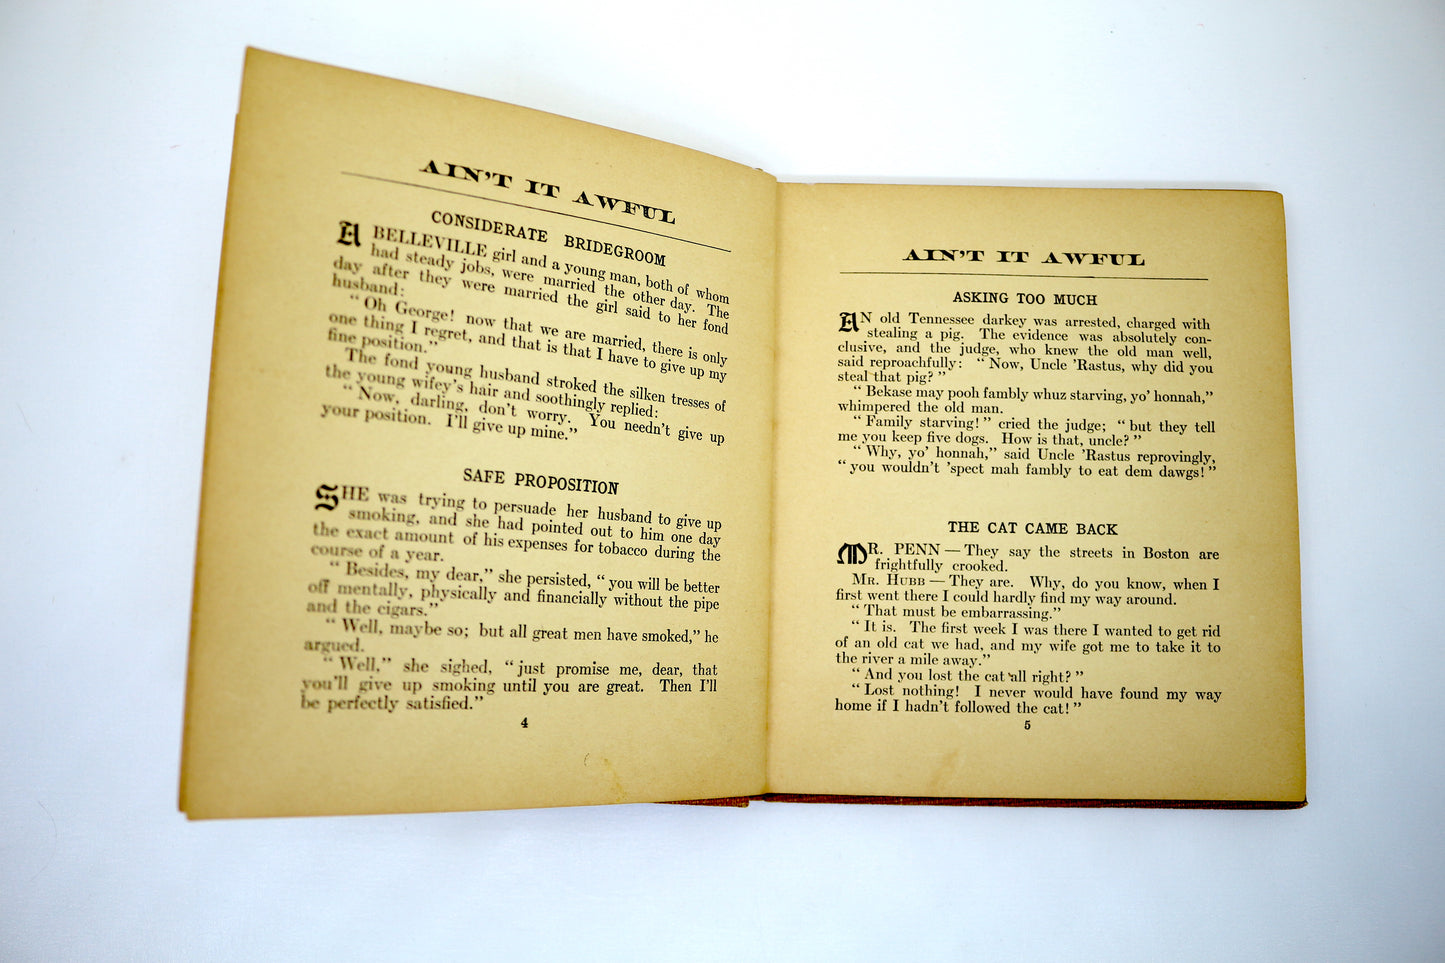 AIN'T IT AWFUL
CONSIDERATE BRIDEGROOM
A BELLEVILLE girl and a young man, both of whom
had steady jobs, were married the other day. The
day after they were married the girl said to her fond
husband:
“ Oh George! now that we are married, there is only
one thing I regret, and that is that I have to give up my
fine position.”
The fond young husband stroked the silken tresses of
the young wifey’s hair and soothingly replied:
“ Now, darling, don’t worry. You needn’t give up
your position. I’ll give up mine.”
SAFE PROPOSITION
SHE was trying to persuade her husband to give up
smoking, and she had pointed out to him one day
the exact amount of his expenses for tobacco during the
course of a year.
“ Besides, my dear,” she persisted, “ you will be better
off mentally, physically and financially without the pipe
and the cigars.”
“ Well, maybe so; but all great men have smoked,” he
argued.
“ Well,” she sighed, “ just promise me, dear, that
you’ll give up smoking until you are great. Then I’ll
be perfectly satisfied.”
4
AIN'T IT AWFUL
ASKING TOO MUCH
AN old Tennessee darkey was arrested, charged with
stealing a pig. The evidence was absolutely con-
clusive, and the judge, who knew the old man well,
said reproachfully: “ Now, Uncle ’Rastus, why did you
steal that pig? ”
“ Bekase may pooh fambly whuz starving, yo’ honnah,”
whimpered the old man.
“ Family starving! ” cried the judge; “ but they tell
me you keep five dogs. How is that, uncle? ”
“ Why, yo’ honnah,” said Uncle ’Rastus reprovingly,
“ you wouldn’t ’spect mah fambly to eat dem dawgs! ”
THE CAT CAME BACK
MR. PENN — They say the streets in Boston are
frightfully crooked.
MR. HUBB — They are. Why, do you know, when I
first went there I could hardly find my way around.
“ That must be embarrassing.”
“ It is. The first week I was there I wanted to get rid
of an old cat we had, and my wife got me to take it to
the river a mile away.”
“ And you lost the cat all right? ”
“ Lost nothing! I never would have found my way
home if I hadn’t followed the cat! ”
5